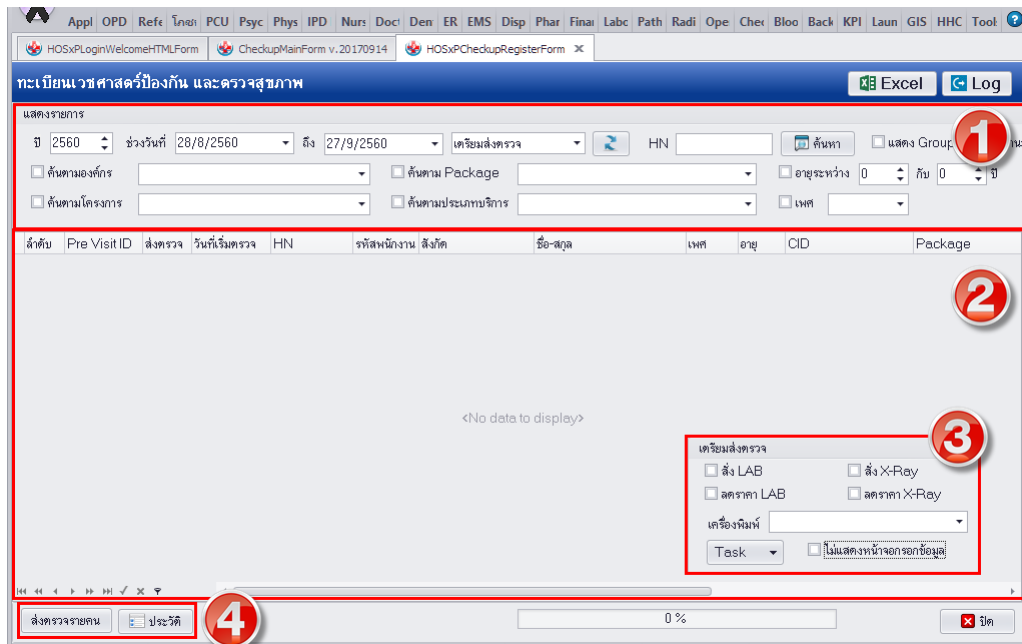 Appl OPD Refe โภชา PCU Psyc Phys IPD Nurs Doct Den ER EMS Disp Phar Finai Labc Path Radi Ope Chec Bloo Back KPI Laun GIS HHC Tool
HOSxPLoginWelcomeHTMLForm CheckupMainForm v.20170914 HOSxPCheckupRegisterForm
ทะเบียนเวชศาสตร์ป้องกัน และตรวจสุขภาพ Excel Log
แสดงรายการ
ปี 2560 ช่วงวันที่ 28/8/2560 ถึง 27/9/2560 เตรียมส่งตรวจ HN ค้นหา แสดง Group 1
ค้นตามองค์กร ค้นตาม Package อายุระหว่าง 0 กับ 0 ปี
ค้นตามโครงการ ค้นตามประเภทบริการ เพศ
ลำดับ Pre Visit ID ส่งตรวจ วันที่เริ่มตรวจ HN รหัสพนักงาน สังกัด ชื่อ-สกุล เพศ อายุ CID Package
2
<No data to display>
3
เตรียมส่งตรวจ
สั่ง LAB สั่ง X-Ray
ลดราคา LAB ลดราคา X-Ray
เครื่องพิมพ์
Task ไม่แสดงหน้าจอกรอกข้อมูล
ส่งตรวจรายคน ประวัติ 4 0 % ปิด